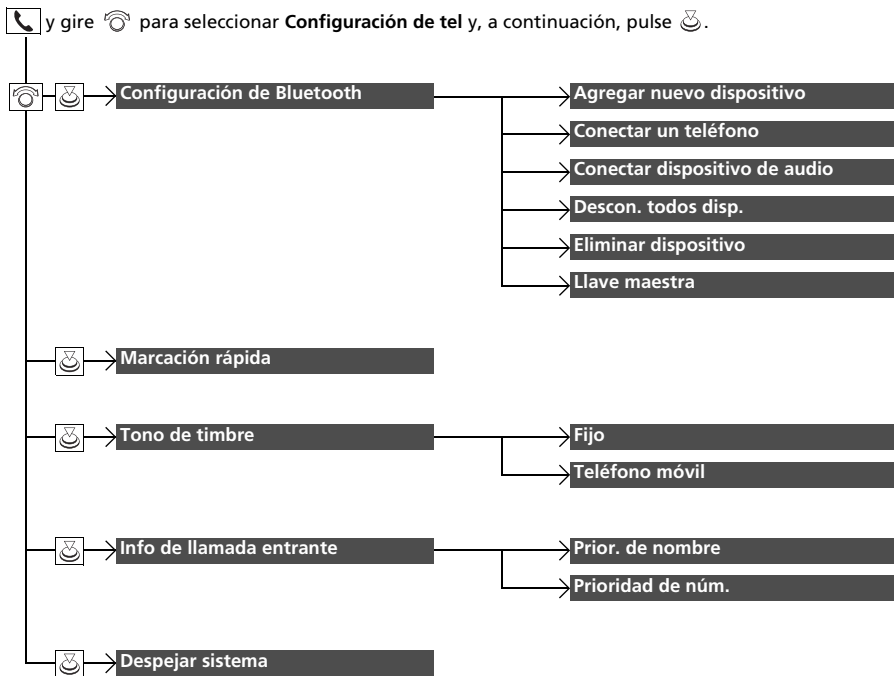 y gire para seleccionar Configuración de tel y, a continuación, pulse .
Configuración de Bluetooth
Agregar nuevo dispositivo
Conectar un teléfono
Conectar dispositivo de audio
Descon. todos disp.
Eliminar dispositivo
Llave maestra
Marcación rápida
Tono de timbre
Fijo
Teléfono móvil
Info de llamada entrante
Prior. de nombre
Prioridad de núm.
Despejar sistema